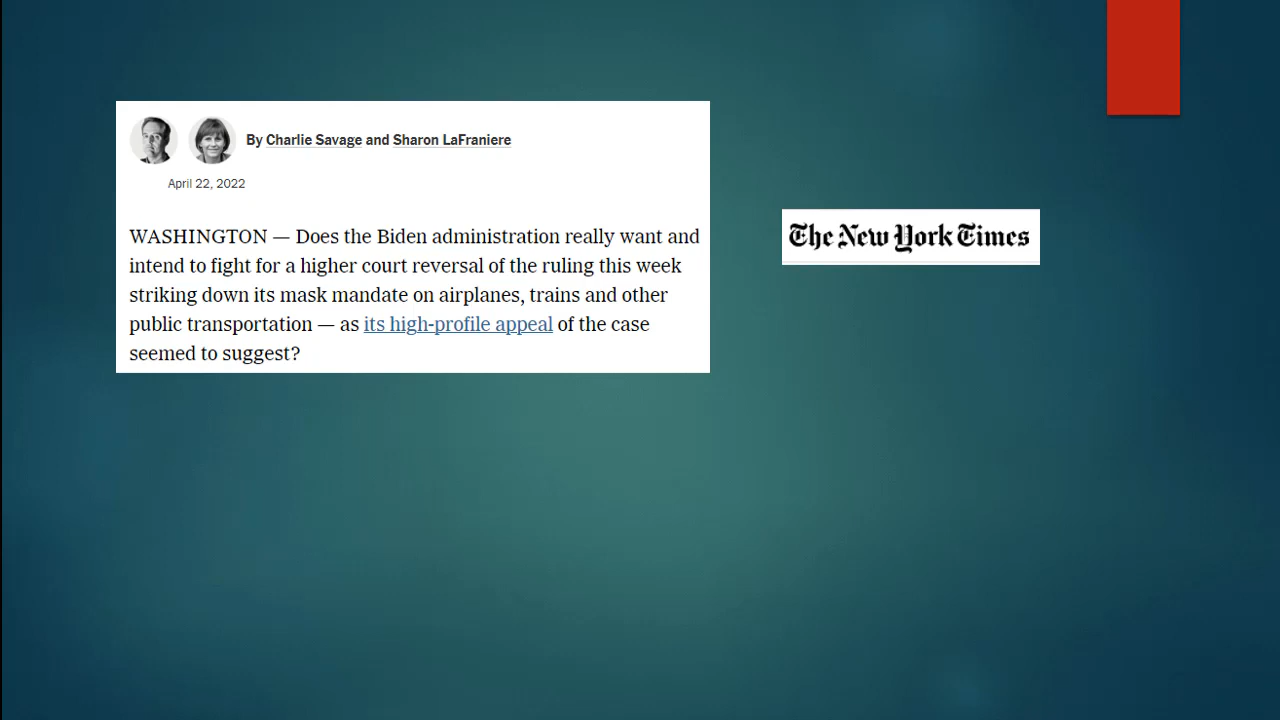 By Charlie Savage and Sharon LaFraniere
April 22, 2022
WASHINGTON — Does the Biden administration really want and
intend to fight for a higher court reversal of the ruling this week
striking down its mask mandate on airplanes, trains and other
public transportation — as its high-profile appeal of the case
seemed to suggest?
The New York Times